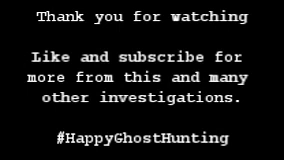 Thank you for watching
Like and subscribe for
more from this and many
other investigations.
#HappyGhostHunting